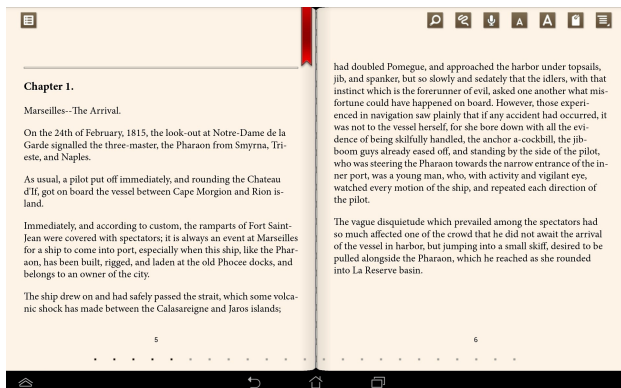 Chapter 1.
Marseilles--The Arrival.
On the 24th of February, 1815, the look-out at Notre-Dame de la
Garde signalled the three-master, the Pharaon from Smyrna, Tri-
este, and Naples.
As usual, a pilot put off immediately, and rounding the Chateau
d'If, got on board the vessel between Cape Morgion and Rion is-
land.
Immediately, and according to custom, the ramparts of Fort Saint-
Jean were covered with spectators; it is always an event at Marseilles
for a ship to come into port, especially when this ship, like the Phar-
aon, has been built, rigged, and laden at the old Phocee docks, and
belongs to an owner of the city.
The ship drew on and had safely passed the strait, which some volca-
nic shock has made between the Calasareigne and Jaros islands;
5
A
A
had doubled Pomegue, and approached the harbor under topsails,
jib, and spanker, but so slowly and sedately that the idlers, with that
instinct which is the forerunner of evil, asked one another what mis-
fortune could have happened on board. However, those experi-
enced in navigation saw plainly that if any accident had occurred, it
was not to the vessel herself, for she bore down with all the evi-
dence of being skilfully handled, the anchor a-cockbill, the jib-
boom guys already eased off, and standing by the side of the pilot,
who was steering the Pharaon towards the narrow entrance of the in-
ner port, was a young man, who, with activity and vigilant eye,
watched every motion of the ship, and repeated each direction of
the pilot.
The vague disquietude which prevailed among the spectators had
so much affected one of the crowd that he did not await the arrival
of the vessel in harbor, but jumping into a small skiff, desired to be
pulled alongside the Pharaon, which he reached as she rounded
into La Reserve basin.
6